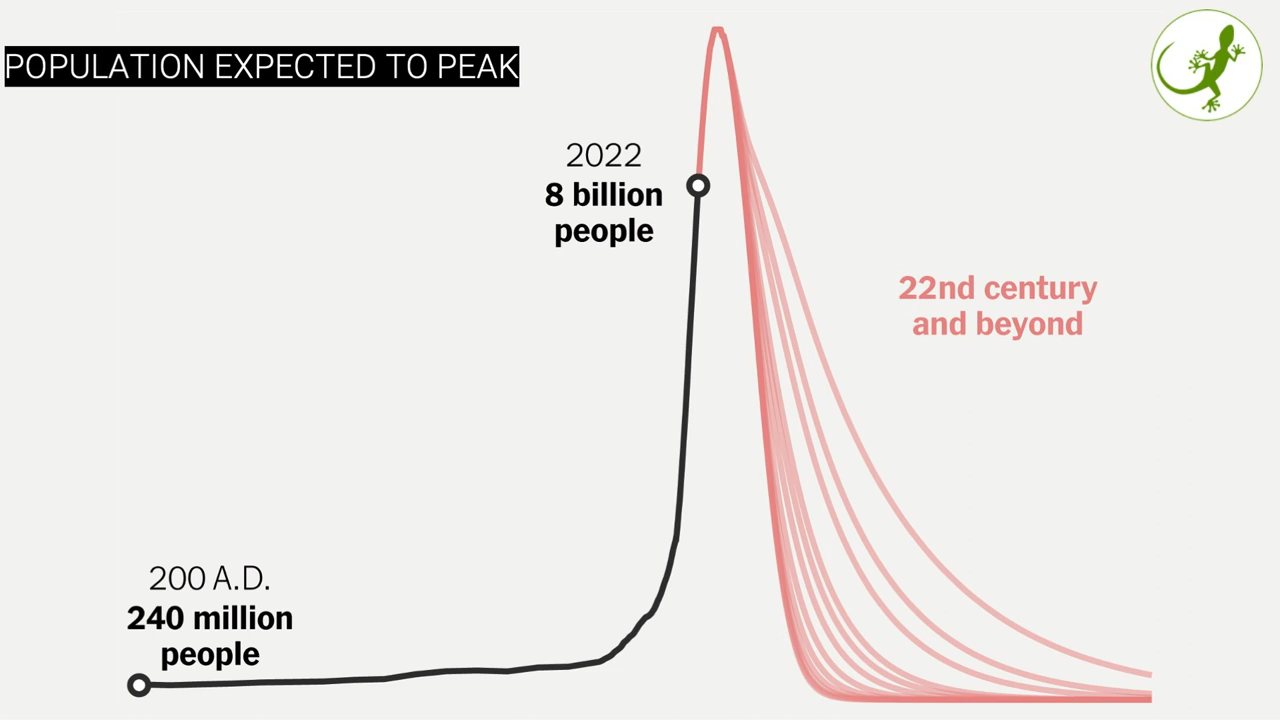 POPULATION EXPECTED TO PEAK
2022
8 billion
people
22nd century
and beyond
200 A.D.
240 million
people